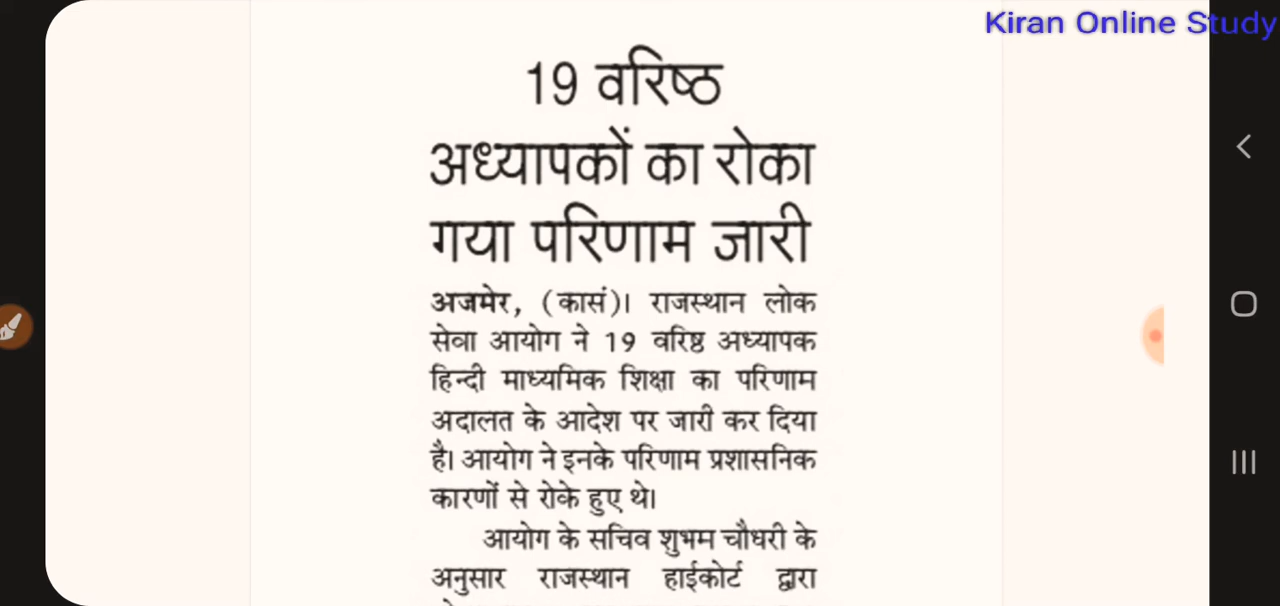 Kiran Online Study
19 वरिष्ठ
अध्यापकों का रोका
गया परिणाम जारी
अजमेर, (कासं)। राजस्थान लोक
सेवा आयोग ने 19 वरिष्ठ अध्यापक
हिन्दी माध्यमिक शिक्षा का परिणाम
अदालत के आदेश पर जारी कर दिया
है। आयोग ने इनके परिणाम प्रशासनिक
कारणों से रोके हुए थे।
आयोग के सचिव शुभम चौधरी के
अनुसार राजस्थान हाईकोर्ट द्वारा